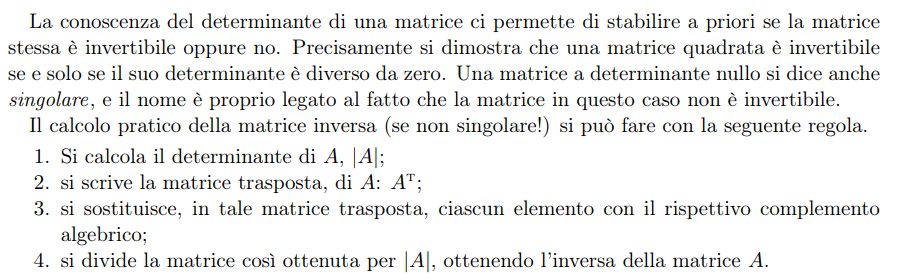 La conoscenza del determinante di una matrice ci permette di stabilire a priori se la matrice
stessa è invertibile oppure no. Precisamente si dimostra che una matrice quadrata è invertibile
se e solo se il suo determinante è diverso da zero. Una matrice a determinante nullo si dice anche
singolare, e il nome è proprio legato al fatto che la matrice in questo caso non è invertibile.
Il calcolo pratico della matrice inversa (se non singolare!) si può fare con la seguente regola.
1. Si calcola il determinante di A, |A|;
2. si scrive la matrice trasposta, di A: Aᵀ;
3. si sostituisce, in tale matrice trasposta, ciascun elemento con il rispettivo complemento
algebrico;
4. si divide la matrice così ottenuta per |A|, ottenendo l'inversa della matrice A.